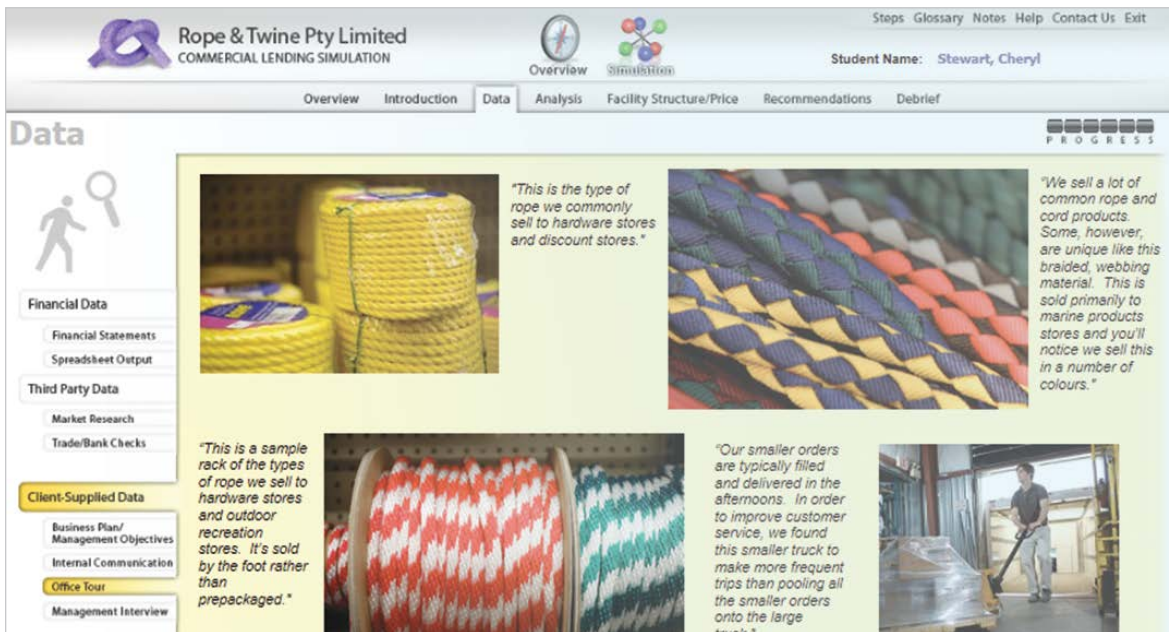 Steps Glossary Notes Help Contact Us Exit
Rope & Twine Pty Limited
COMMERCIAL LENDING SIMULATION
Overview
Simulation
Student Name: Stewart, Cheryl
Overview Introduction Data Analysis Facility Structure/Price Recommendations Debrief
Data
PROGRESS
Financial Data
Financial Statements
Spreadsheet Output
Third Party Data
Market Research
Trade/Bank Checks
Client-Supplied Data
Business Plan/
Management Objectives
Internal Communication
Office Tour
Management Interview
"This is the type of
rope we commonly
sell to hardware stores
and discount stores."
"We sell a lot of
common rope and
cord products.
Some, however,
are unique like this
braided, webbing
material. This is
sold primarily to
marine products
stores and you'll
notice we sell this
in a number of
colours."
"This is a sample
rack of the types
of rope we sell to
hardware stores
and outdoor
recreation
stores. It's sold
by the foot rather
than
prepackaged."
"Our smaller orders
are typically filled
and delivered in the
afternoons. In order
to improve customer
service, we found
this smaller truck to
make more frequent
trips than pooling all
the smaller orders
onto the large
truck."